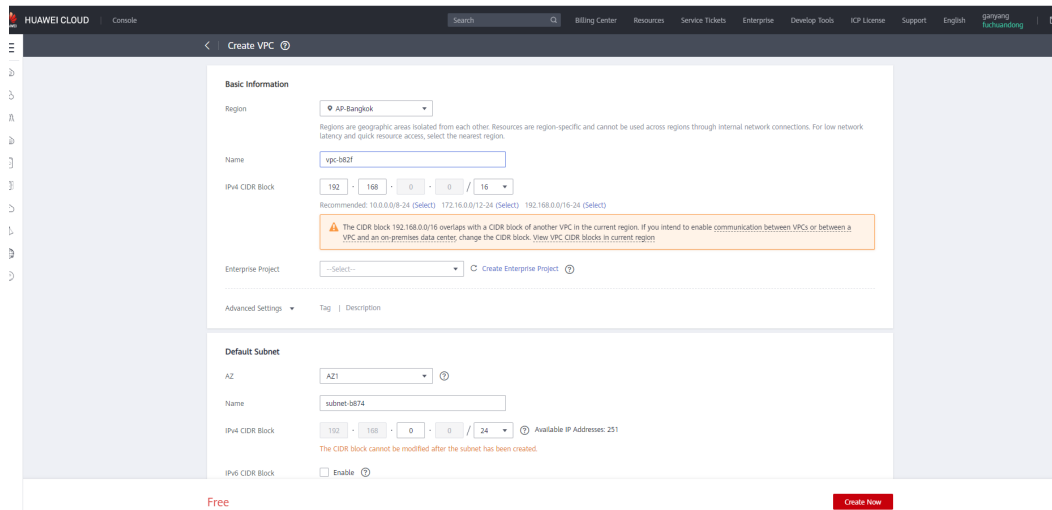 HUAWEI
HUAWEI CLOUD | Console
Search
Billing Center Resources Service Tickets Enterprise Develop Tools ICP License Support English
ganyang
fuchuandong
< | Create VPC ?
Basic Information
Region
AP-Bangkok
Regions are geographic areas isolated from each other. Resources are region-specific and cannot be used across regions through internal network connections. For low network
latency and quick resource access, select the nearest region.
Name
vpc-b82f
IPv4 CIDR Block
192 · 168 · 0 · 0 / 16
Recommended: 10.0.0.0/8-24 (Select) 172.16.0.0/12-24 (Select) 192.168.0.0/16-24 (Select)
The CIDR block 192.168.0.0/16 overlaps with a CIDR block of another VPC in the current region. If you intend to enable communication between VPCs or between a
VPC and an on-premises data center, change the CIDR block. View VPC CIDR blocks in current region
Enterprise Project
--Select--
Create Enterprise Project ?
Advanced Settings
Tag | Description
Default Subnet
AZ
AZ1
?
Name
subnet-b874
IPv4 CIDR Block
192 · 168 · 0 · 0 / 24 ? Available IP Addresses: 251
The CIDR block cannot be modified after the subnet has been created.
IPv6 CIDR Block
Enable ?
Free
Create Now